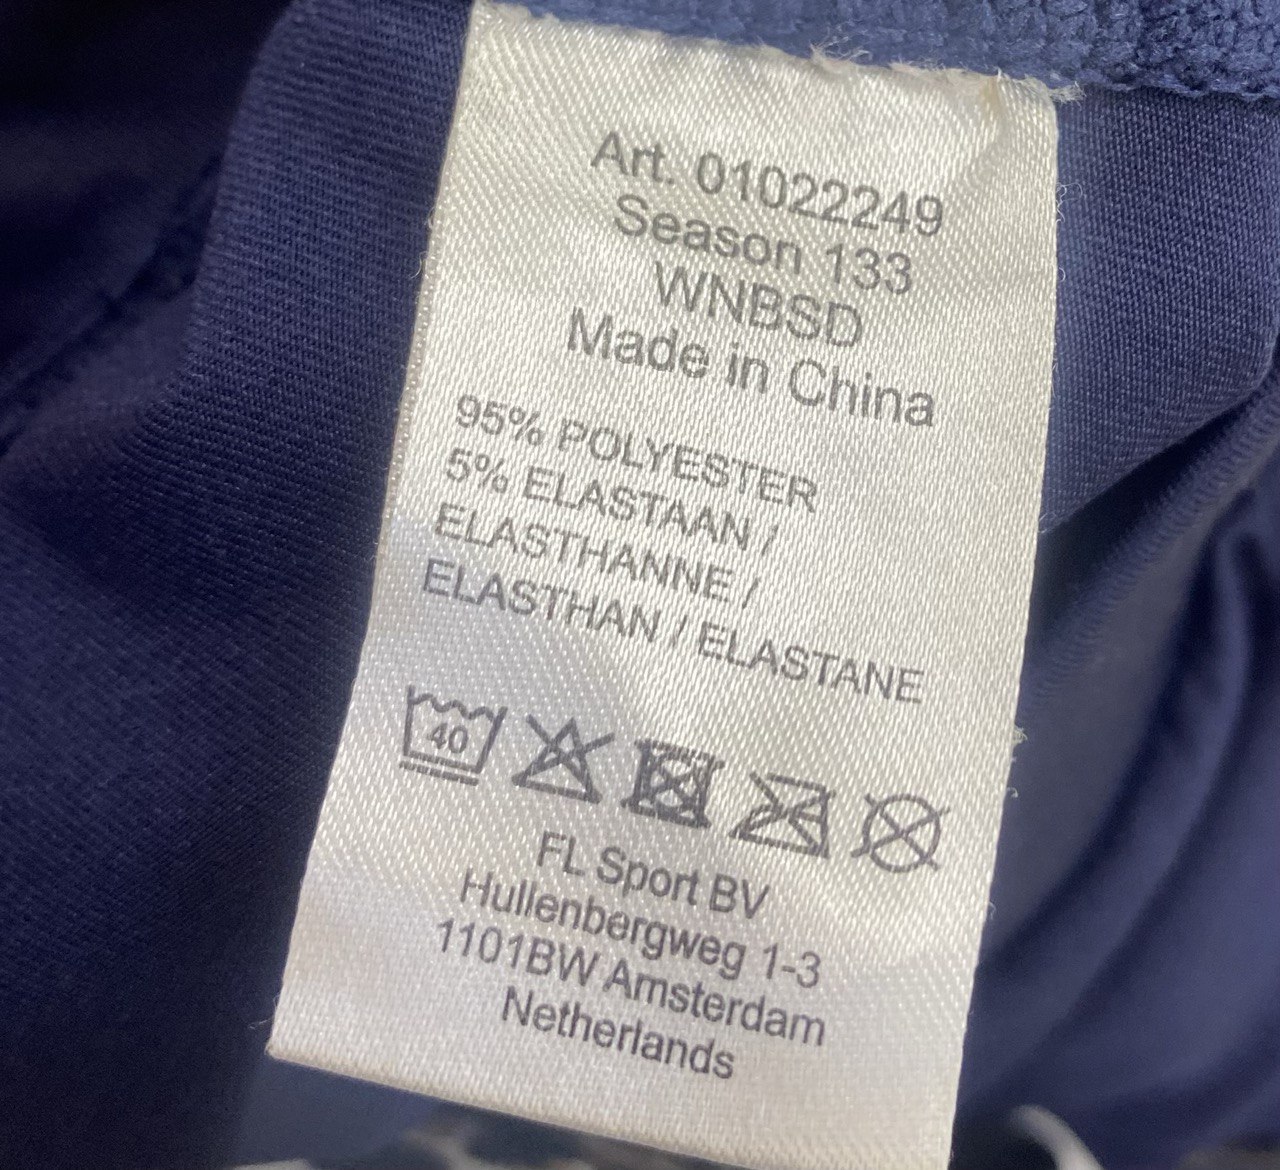 Art. 01022249
Season 133
WNBSD
Made in China
95% POLYESTER
5% ELASTAAN /
ELASTHANNE /
ELASTHAN / ELASTANE
40
FL Sport BV
Hullenbergweg 1-3
1101BW Amsterdam
Netherlands